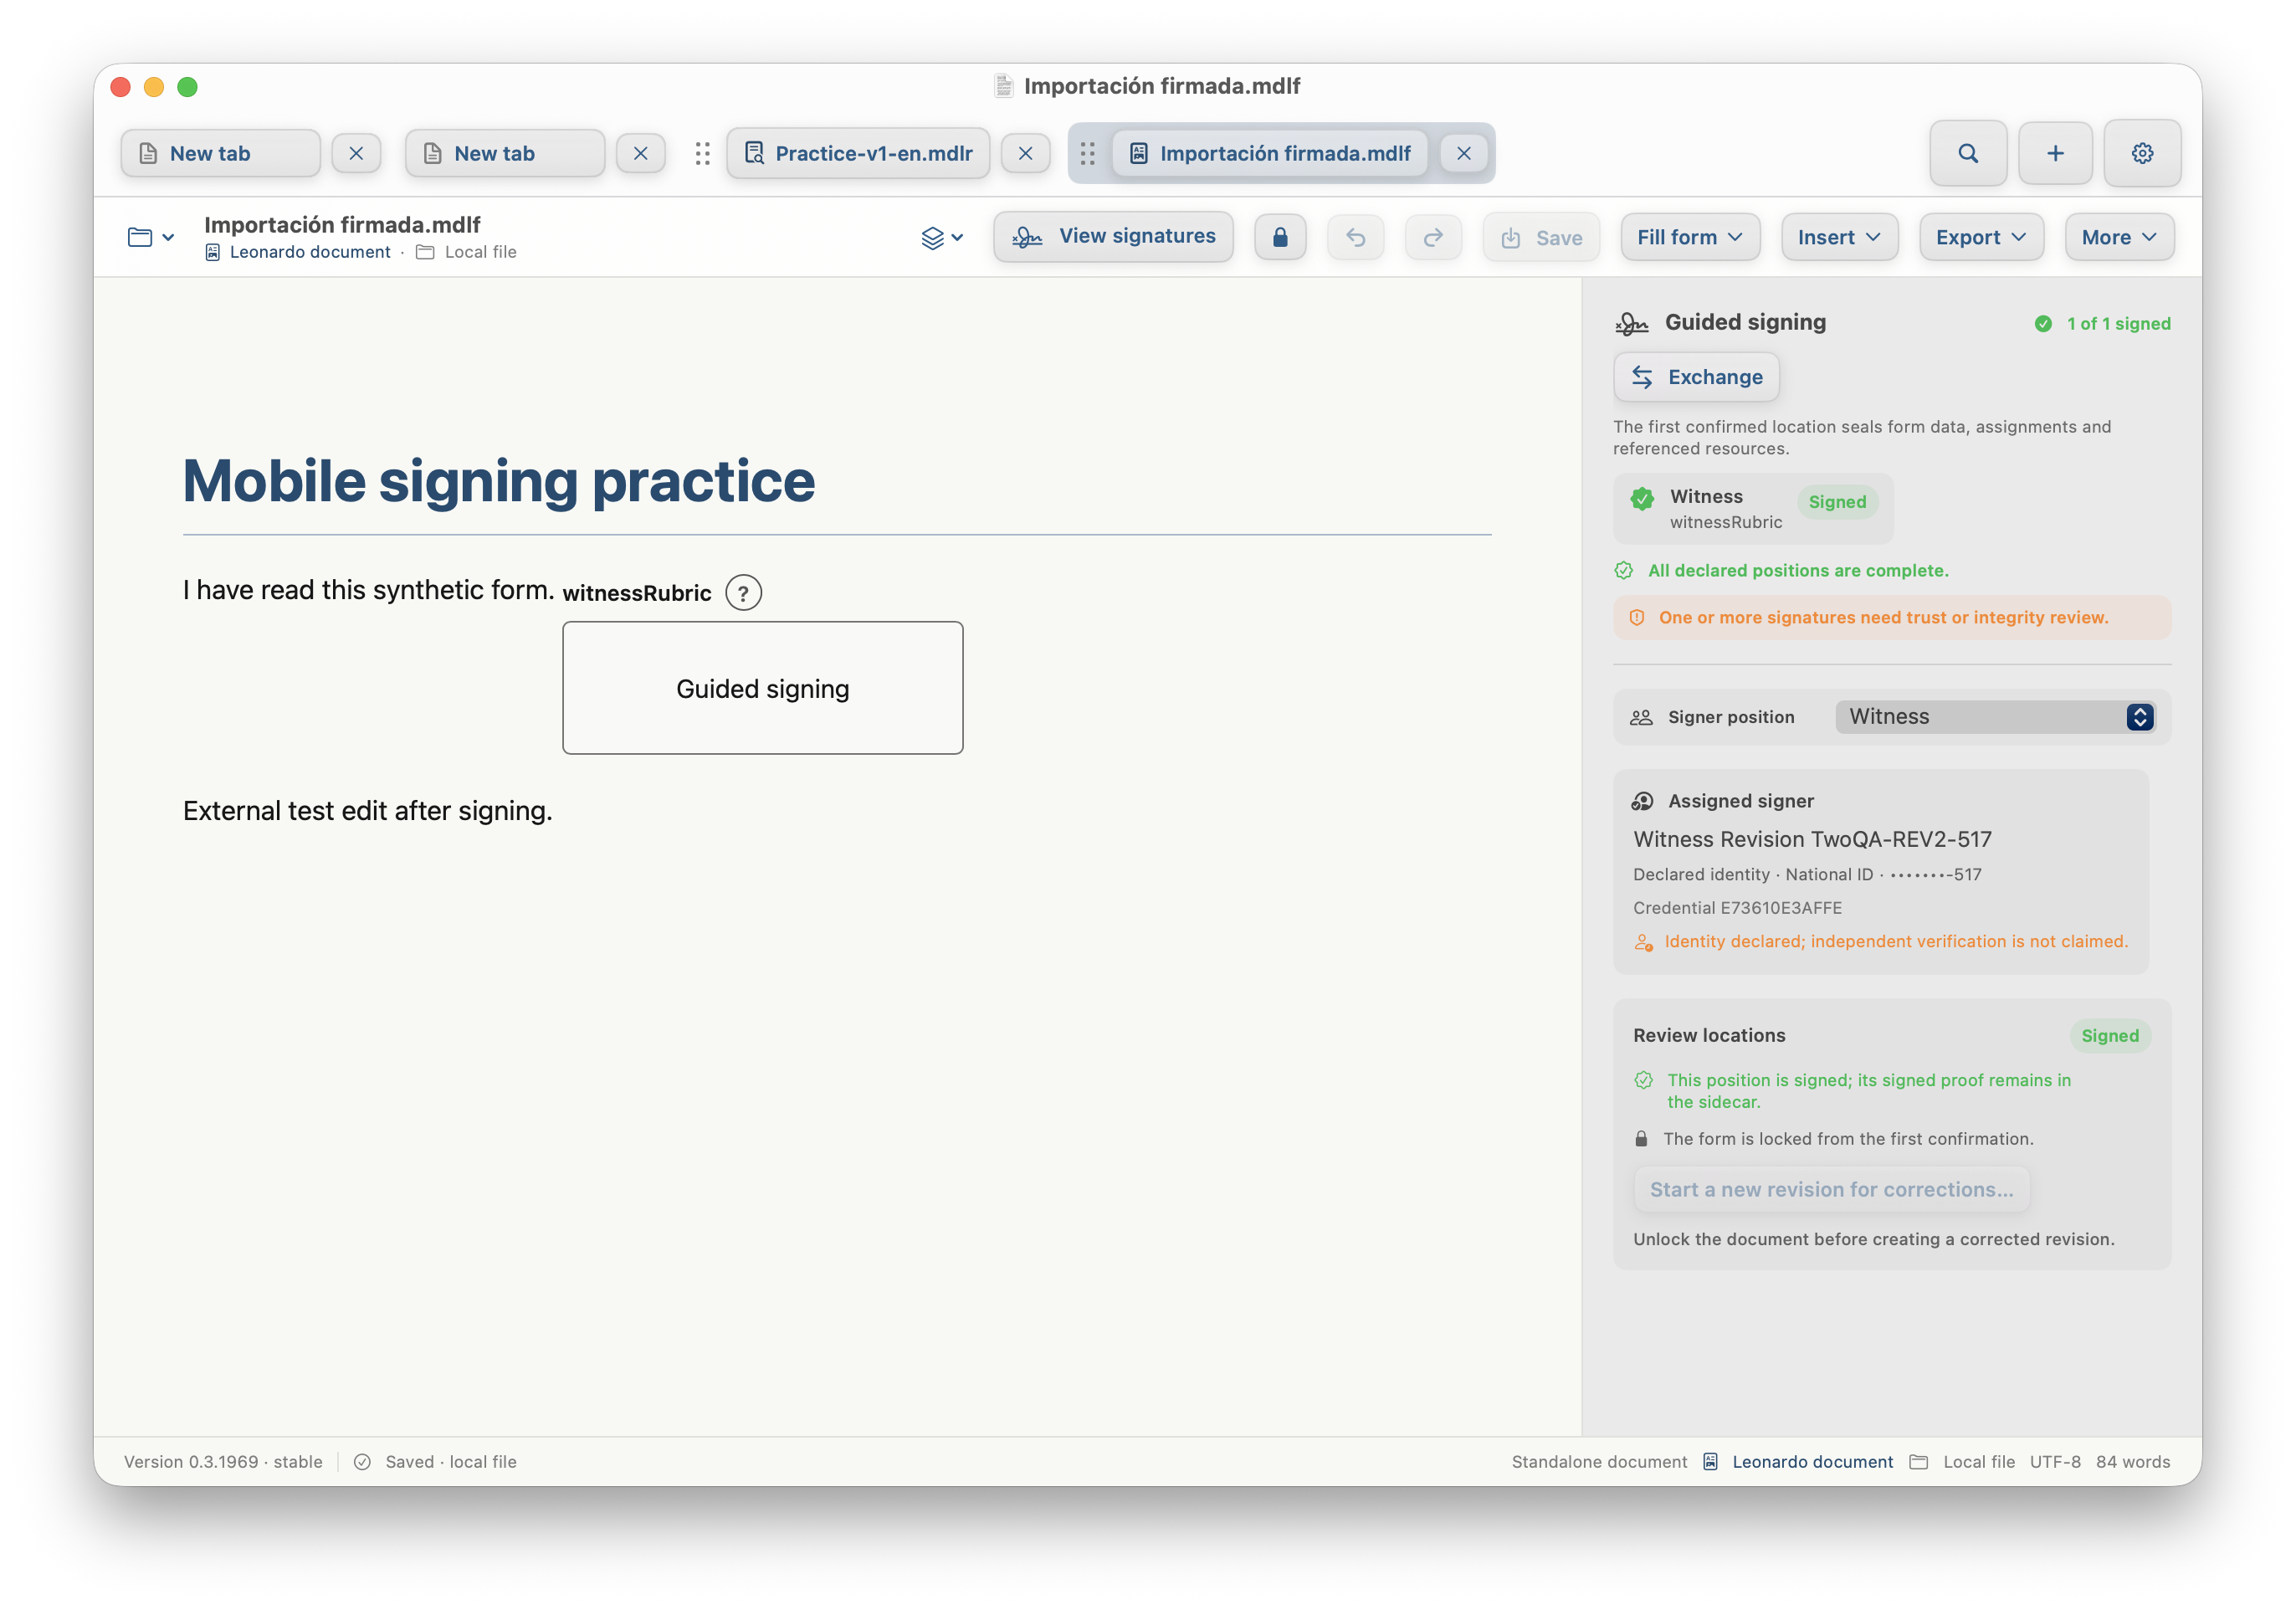 Importación firmada.mdlf
New tab
New tab
Practice-v1-en.mdlr
Importación firmada.mdlf
Importación firmada.mdlf
Leonardo document · Local file
View signatures
Save
Fill form
Insert
Export
More
Mobile signing practice
I have read this synthetic form. witnessRubric ?
Guided signing
External test edit after signing.
Guided signing
1 of 1 signed
Exchange
The first confirmed location seals form data, assignments and
referenced resources.
Witness
witnessRubric
Signed
All declared positions are complete.
One or more signatures need trust or integrity review.
Signer position
Witness
Assigned signer
Witness Revision TwoQA-REV2-517
Declared identity · National ID · •••••••-517
Credential E73610E3AFFE
Identity declared; independent verification is not claimed.
Review locations
Signed
This position is signed; its signed proof remains in
the sidecar.
The form is locked from the first confirmation.
Start a new revision for corrections...
Unlock the document before creating a corrected revision.
Version 0.3.1969 · stable
Saved · local file
Standalone document
Leonardo document
Local file
UTF-8
84 words